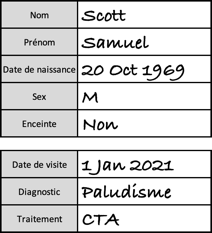 Nom Scott
Prénom Samuel
Date de naissance 20 Oct 1969
Sex M
Enceinte Non
Date de visite 1 Jan 2021
Diagnostic Paludisme
Traitement CTA